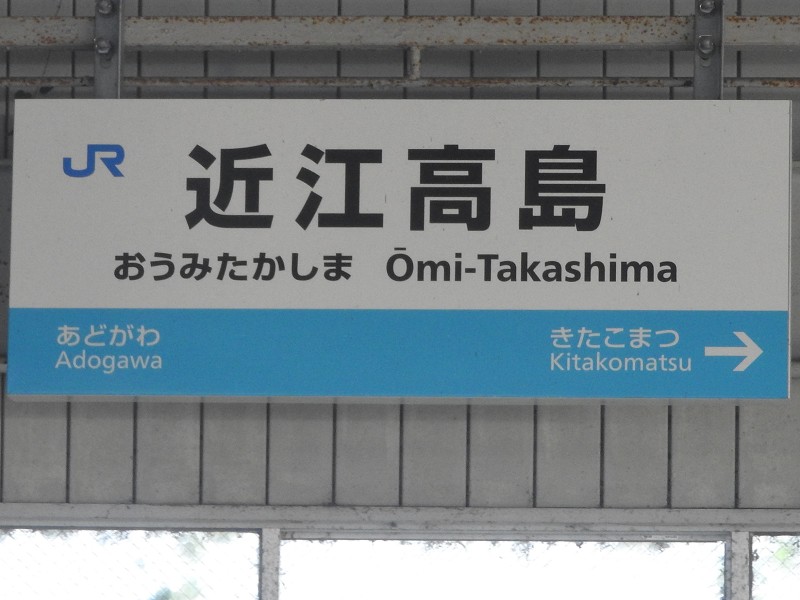 JR 近江高島
おうみたかしま Ōmi-Takashima
あどがわ きたこまつ
Adogawa Kitakomatsu →